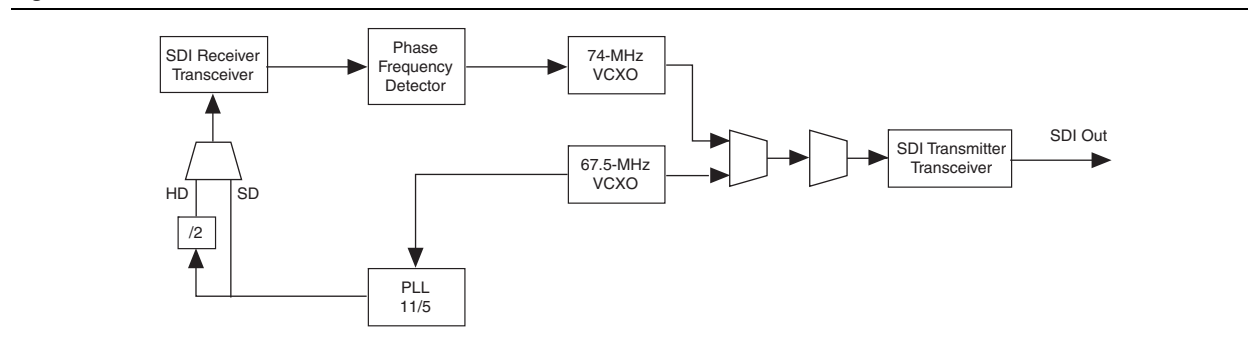 SDI Receiver
Transceiver
Phase
Frequency
Detector
74-MHz
VCXO
67.5-MHz
VCXO
SDI Transmitter
Transceiver
SDI Out
HD
SD
/2
PLL
11/5